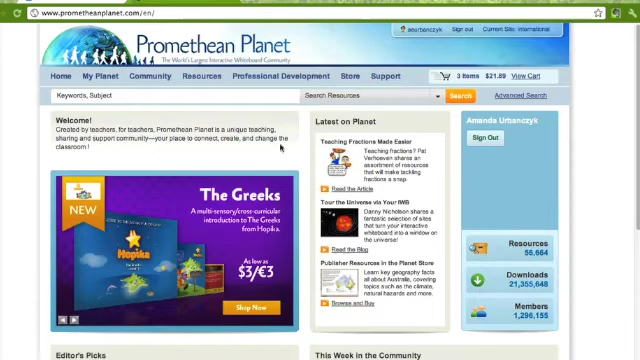 www.prometheanplanet.com/en/
aeurbanczyk Sign out Current Site: International
Promethean Planet
The World's Largest Interactive Whiteboard Community
Home My Planet Community Resources Professional Development Store Support
3 items $21.89 View Cart
Keywords, Subject Search Resources Search Advanced Search
Welcome!
Created by teachers, for teachers, Promethean Planet is a unique teaching,
sharing and support community—your place to connect, create, and change the
classroom !
NEW
The Greeks
A multi-sensory/cross-curricular
introduction to The Greeks
from Hopika.
Hopika
As low as
$3/€3
Shop Now
Latest on Planet
Teaching Fractions Made Easier
Teaching fractions? Pat
Verhoeven shares an
assortment of resources
that will make tackling
fractions a snap.
Read the Article
Tour the Universe via Your IWB
Danny Nicholson shares a
fantastic selection of sites
that turn your interactive
whiteboard into a window on
the universe!
Read the Blog
Publisher Resources in the Planet Store
Learn key geography facts
about Australia, covering
topics such as the climate,
natural hazards and more.
Browse and Buy
Amanda Urbanczyk
Sign Out
Resources
56,664
Downloads
21,355,648
Members
1,296,155
Editor's Picks
This Week in the Community